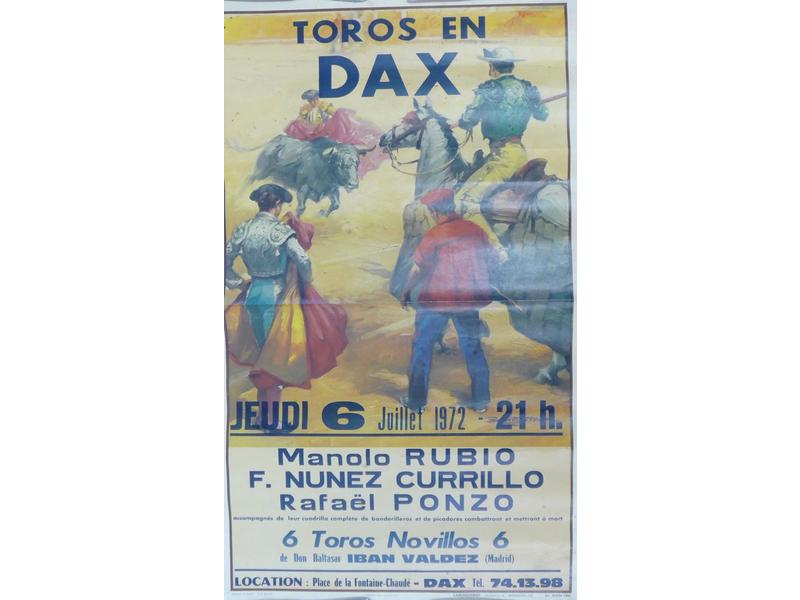 TOROS EN
DAX
JEUDI 6 Juillet 1972 - 21 h.
Manolo RUBIO
F. NUNEZ CURRILLO
Rafaël PONZO
accompagnés de leur cuadrilla complète de banderilleros et de picadores combattront et mettront à mort
6 Toros Novillos 6
de Don Baltasar IBAN VALDEZ (Madrid)
LOCATION : Place de la Fontaine-Chaude - DAX Tél. 74.13.98